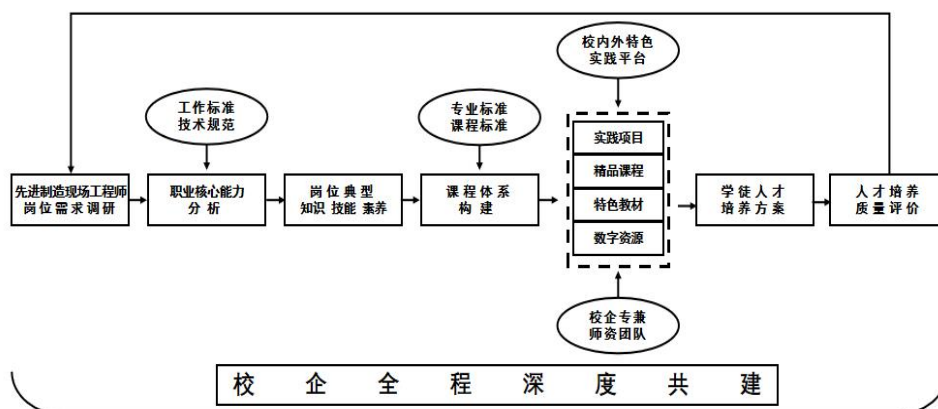 校内外特色
实践平台
工作标准
技术规范
专业标准
课程标准
先进制造现场工程师
岗位需求调研
职业核心能力
分析
岗位典型
知识 技能 素养
课程体系
构建
实践项目
精品课程
特色教材
数字资源
学徒人才
培养方案
人才培养
质量评价
校企专兼
师资团队
校企全程深度共建